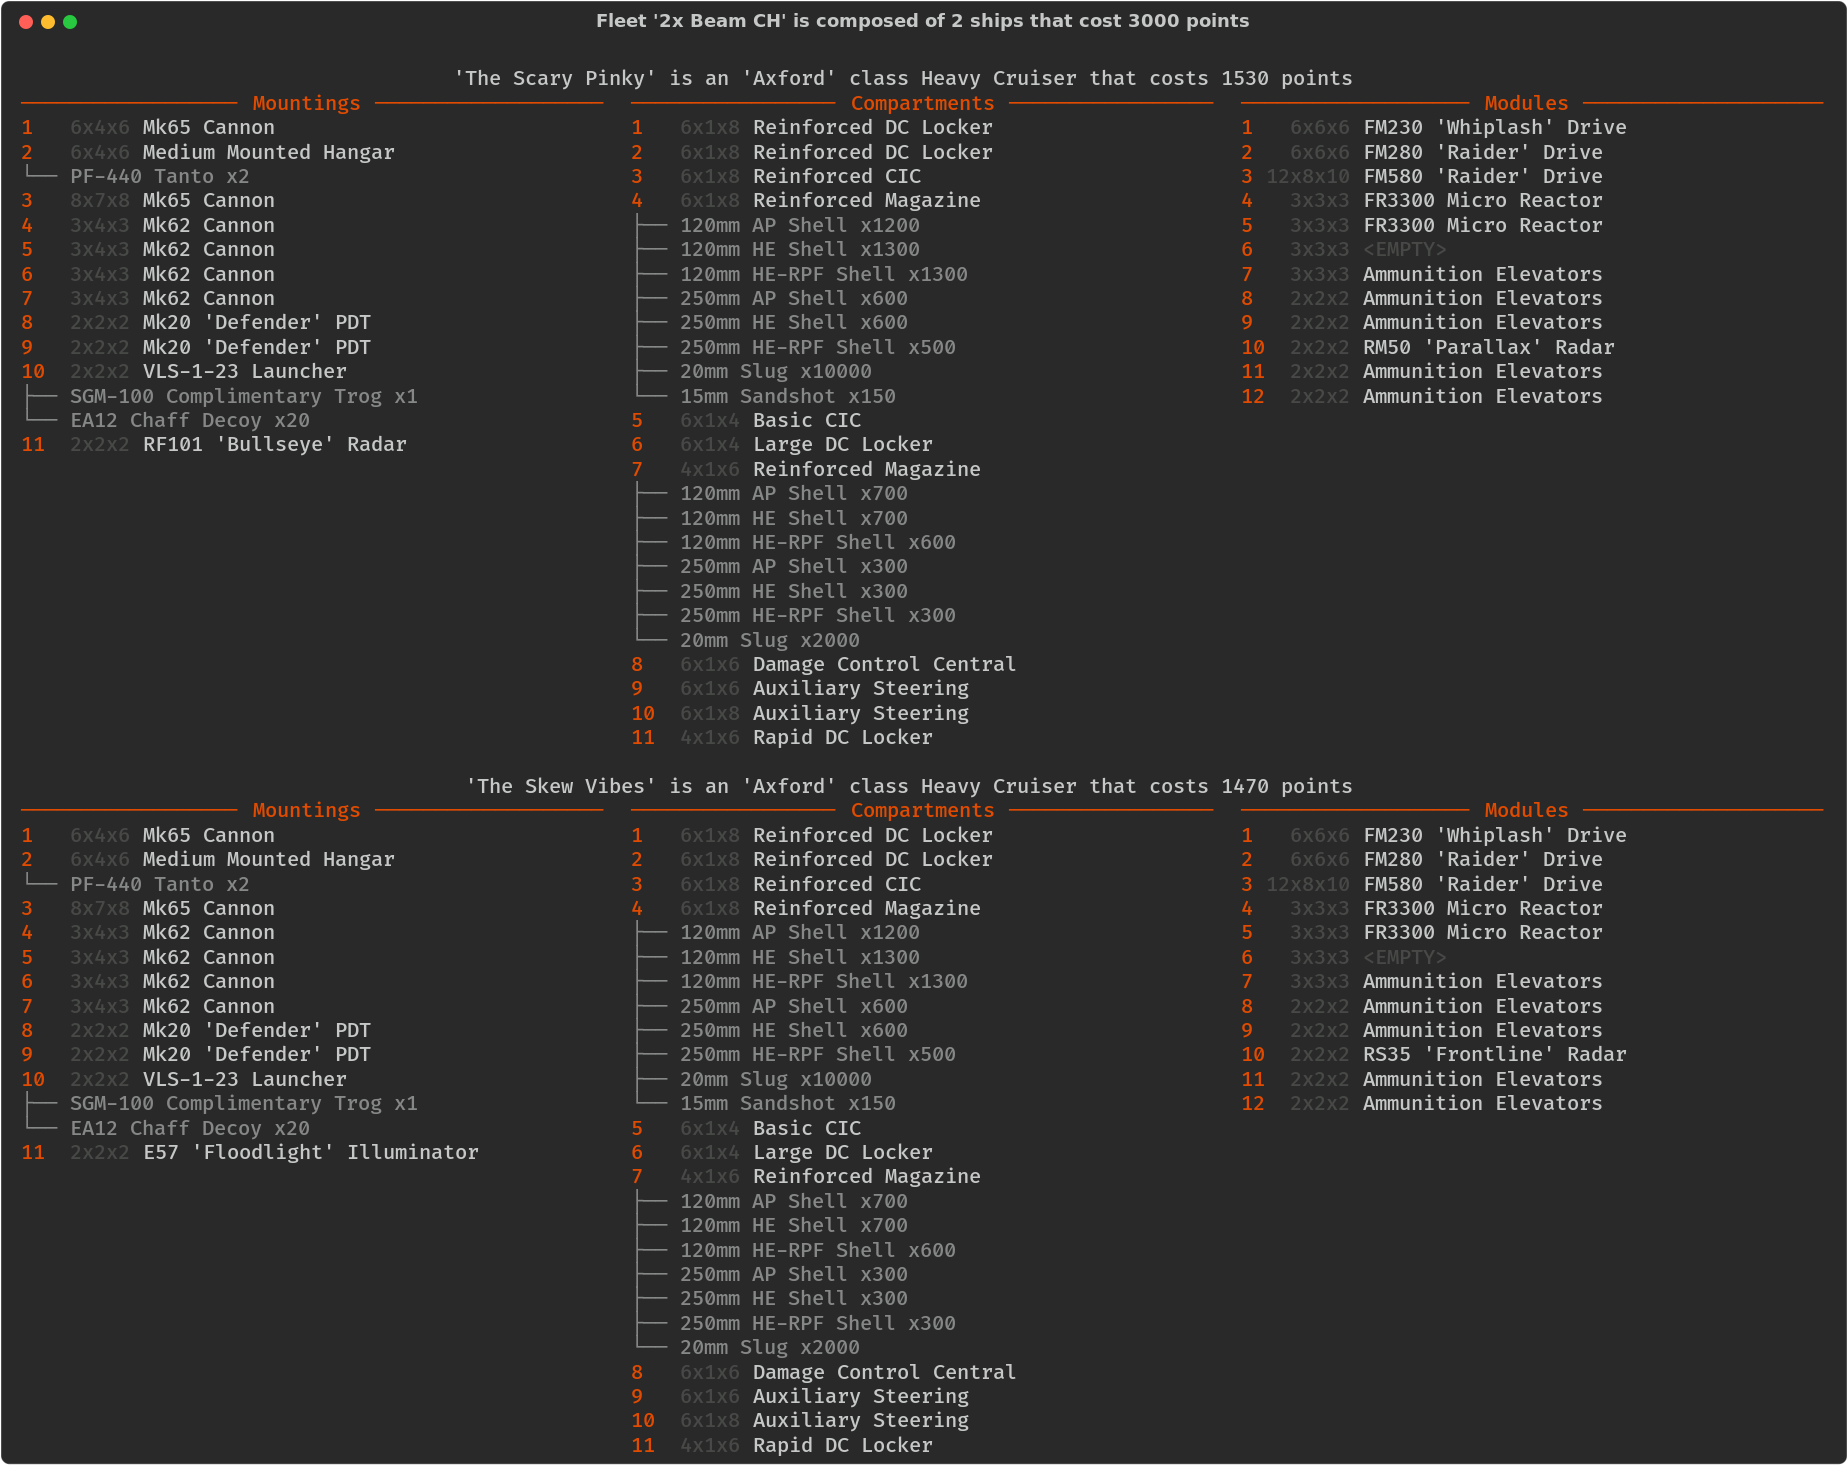 Fleet '2x Beam CH' is composed of 2 ships that cost 3000 points
'The Scary Pinky' is an 'Axford' class Heavy Cruiser that costs 1530 points
Mountings
1 6x4x6 Mk65 Cannon
2 6x4x6 Medium Mounted Hangar
PF-440 Tanto x2
3 8x7x8 Mk65 Cannon
4 3x4x3 Mk62 Cannon
5 3x4x3 Mk62 Cannon
6 3x4x3 Mk62 Cannon
7 3x4x3 Mk62 Cannon
8 2x2x2 Mk20 'Defender' PDT
9 2x2x2 Mk20 'Defender' PDT
10 2x2x2 VLS-1-23 Launcher
SGM-100 Complimentary Trog x1
EA12 Chaff Decoy x20
11 2x2x2 RF101 'Bullseye' Radar
Compartments
1 6x1x8 Reinforced DC Locker
2 6x1x8 Reinforced DC Locker
3 6x1x8 Reinforced CIC
4 6x1x8 Reinforced Magazine
120mm AP Shell x1200
120mm HE Shell x1300
120mm HE-RPF Shell x1300
250mm AP Shell x600
250mm HE Shell x600
250mm HE-RPF Shell x500
20mm Slug x10000
15mm Sandshot x150
5 6x1x4 Basic CIC
6 6x1x4 Large DC Locker
7 4x1x6 Reinforced Magazine
120mm AP Shell x700
120mm HE Shell x700
120mm HE-RPF Shell x600
250mm AP Shell x300
250mm HE Shell x300
250mm HE-RPF Shell x300
20mm Slug x2000
8 6x1x6 Damage Control Central
9 6x1x6 Auxiliary Steering
10 6x1x8 Auxiliary Steering
11 4x1x6 Rapid DC Locker
Modules
1 6x6x6 FM230 'Whiplash' Drive
2 6x6x6 FM280 'Raider' Drive
3 12x8x10 FM580 'Raider' Drive
4 3x3x3 FR3300 Micro Reactor
5 3x3x3 FR3300 Micro Reactor
6 3x3x3 <EMPTY>
7 3x3x3 Ammunition Elevators
8 2x2x2 Ammunition Elevators
9 2x2x2 Ammunition Elevators
10 2x2x2 RM50 'Parallax' Radar
11 2x2x2 Ammunition Elevators
12 2x2x2 Ammunition Elevators
'The Skew Vibes' is an 'Axford' class Heavy Cruiser that costs 1470 points
Mountings
1 6x4x6 Mk65 Cannon
2 6x4x6 Medium Mounted Hangar
PF-440 Tanto x2
3 8x7x8 Mk65 Cannon
4 3x4x3 Mk62 Cannon
5 3x4x3 Mk62 Cannon
6 3x4x3 Mk62 Cannon
7 3x4x3 Mk62 Cannon
8 2x2x2 Mk20 'Defender' PDT
9 2x2x2 Mk20 'Defender' PDT
10 2x2x2 VLS-1-23 Launcher
SGM-100 Complimentary Trog x1
EA12 Chaff Decoy x20
11 2x2x2 E57 'Floodlight' Illuminator
Compartments
1 6x1x8 Reinforced DC Locker
2 6x1x8 Reinforced DC Locker
3 6x1x8 Reinforced CIC
4 6x1x8 Reinforced Magazine
120mm AP Shell x1200
120mm HE Shell x1300
120mm HE-RPF Shell x1300
250mm AP Shell x600
250mm HE Shell x600
250mm HE-RPF Shell x500
20mm Slug x10000
15mm Sandshot x150
5 6x1x4 Basic CIC
6 6x1x4 Large DC Locker
7 4x1x6 Reinforced Magazine
120mm AP Shell x700
120mm HE Shell x700
120mm HE-RPF Shell x600
250mm AP Shell x300
250mm HE Shell x300
250mm HE-RPF Shell x300
20mm Slug x2000
8 6x1x6 Damage Control Central
9 6x1x6 Auxiliary Steering
10 6x1x8 Auxiliary Steering
11 4x1x6 Rapid DC Locker
Modules
1 6x6x6 FM230 'Whiplash' Drive
2 6x6x6 FM280 'Raider' Drive
3 12x8x10 FM580 'Raider' Drive
4 3x3x3 FR3300 Micro Reactor
5 3x3x3 FR3300 Micro Reactor
6 3x3x3 <EMPTY>
7 3x3x3 Ammunition Elevators
8 2x2x2 Ammunition Elevators
9 2x2x2 Ammunition Elevators
10 2x2x2 RS35 'Frontline' Radar
11 2x2x2 Ammunition Elevators
12 2x2x2 Ammunition Elevators